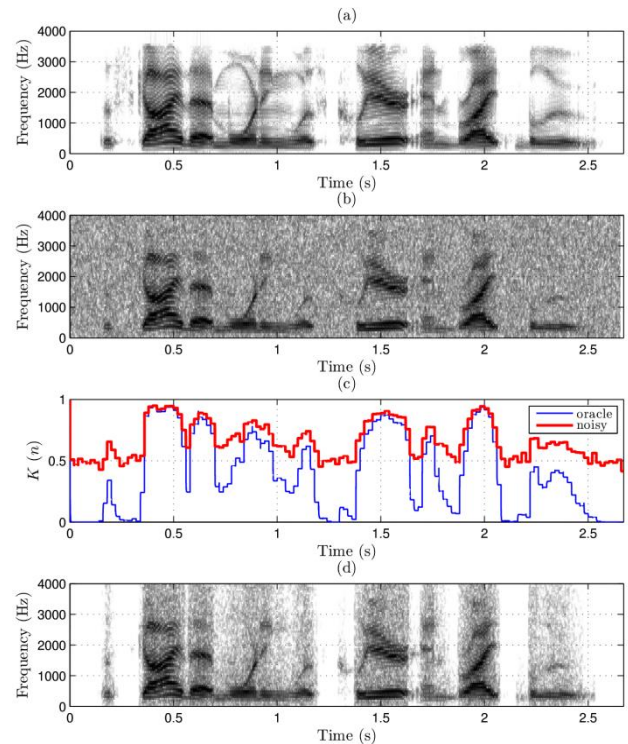 (a)
Frequency (Hz)
4000
3000
2000
1000
0
0 0.5 1 1.5 2 2.5
Time (s)
(b)
Frequency (Hz)
4000
3000
2000
1000
0
0 0.5 1 1.5 2 2.5
Time (s)
(c)
K (n)
1
0.5
0
oracle
noisy
0 0.5 1 1.5 2 2.5
Time (s)
(d)
Frequency (Hz)
4000
3000
2000
1000
0
0 0.5 1 1.5 2 2.5
Time (s)